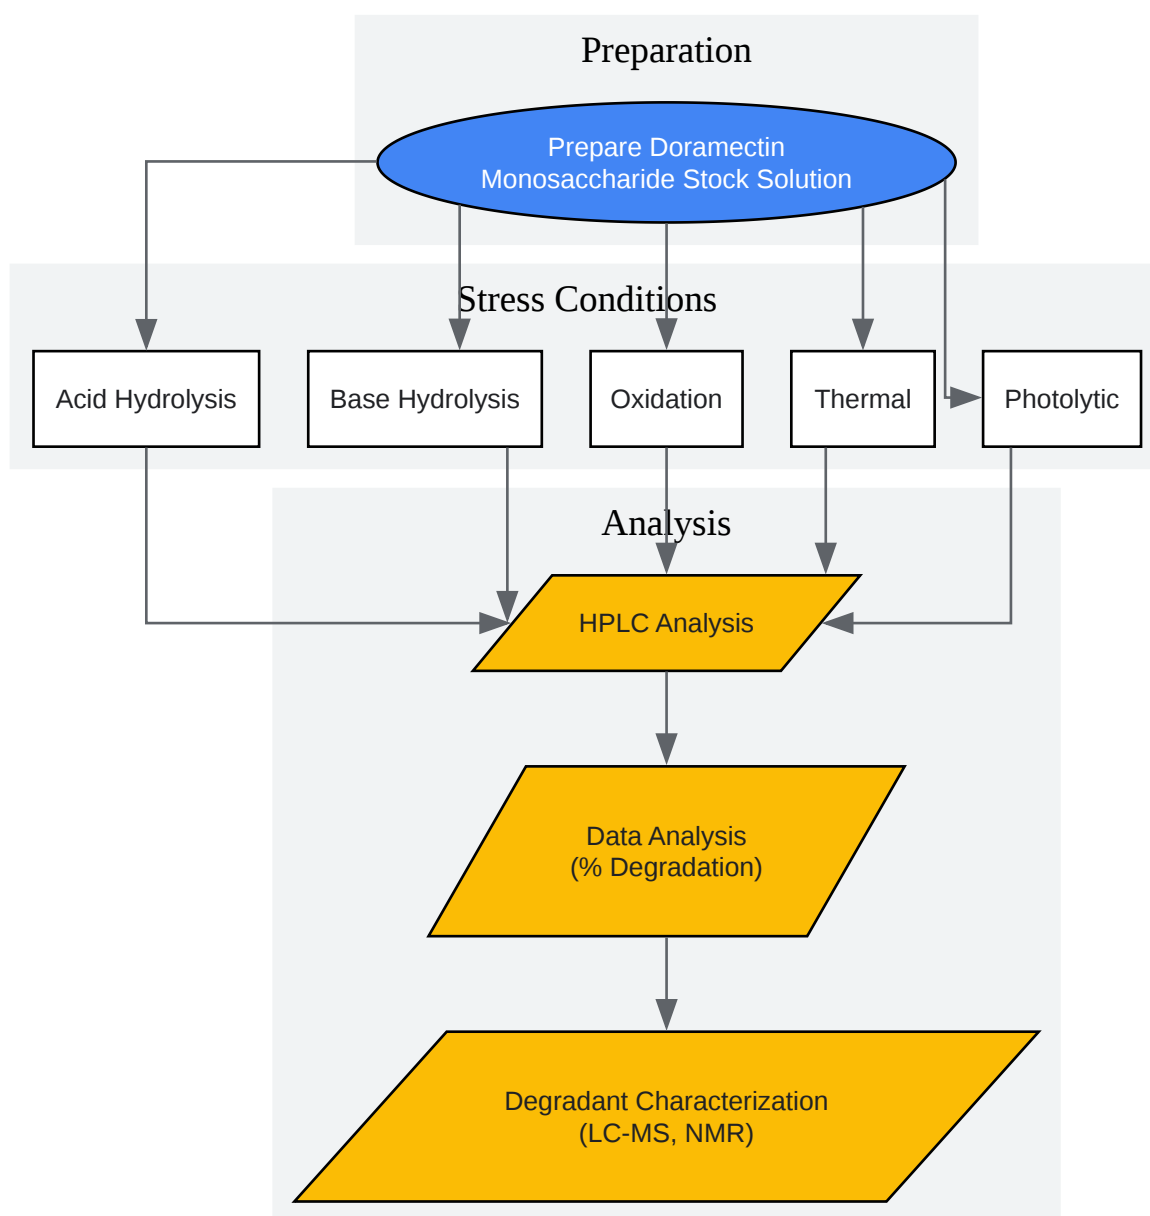 Preparation
Prepare Doramectin
Monosaccharide Stock Solution
Stress Conditions
Acid Hydrolysis
Base Hydrolysis
Oxidation
Thermal
Photolytic
Analysis
HPLC Analysis
Data Analysis
(% Degradation)
Degradant Characterization
(LC-MS, NMR)